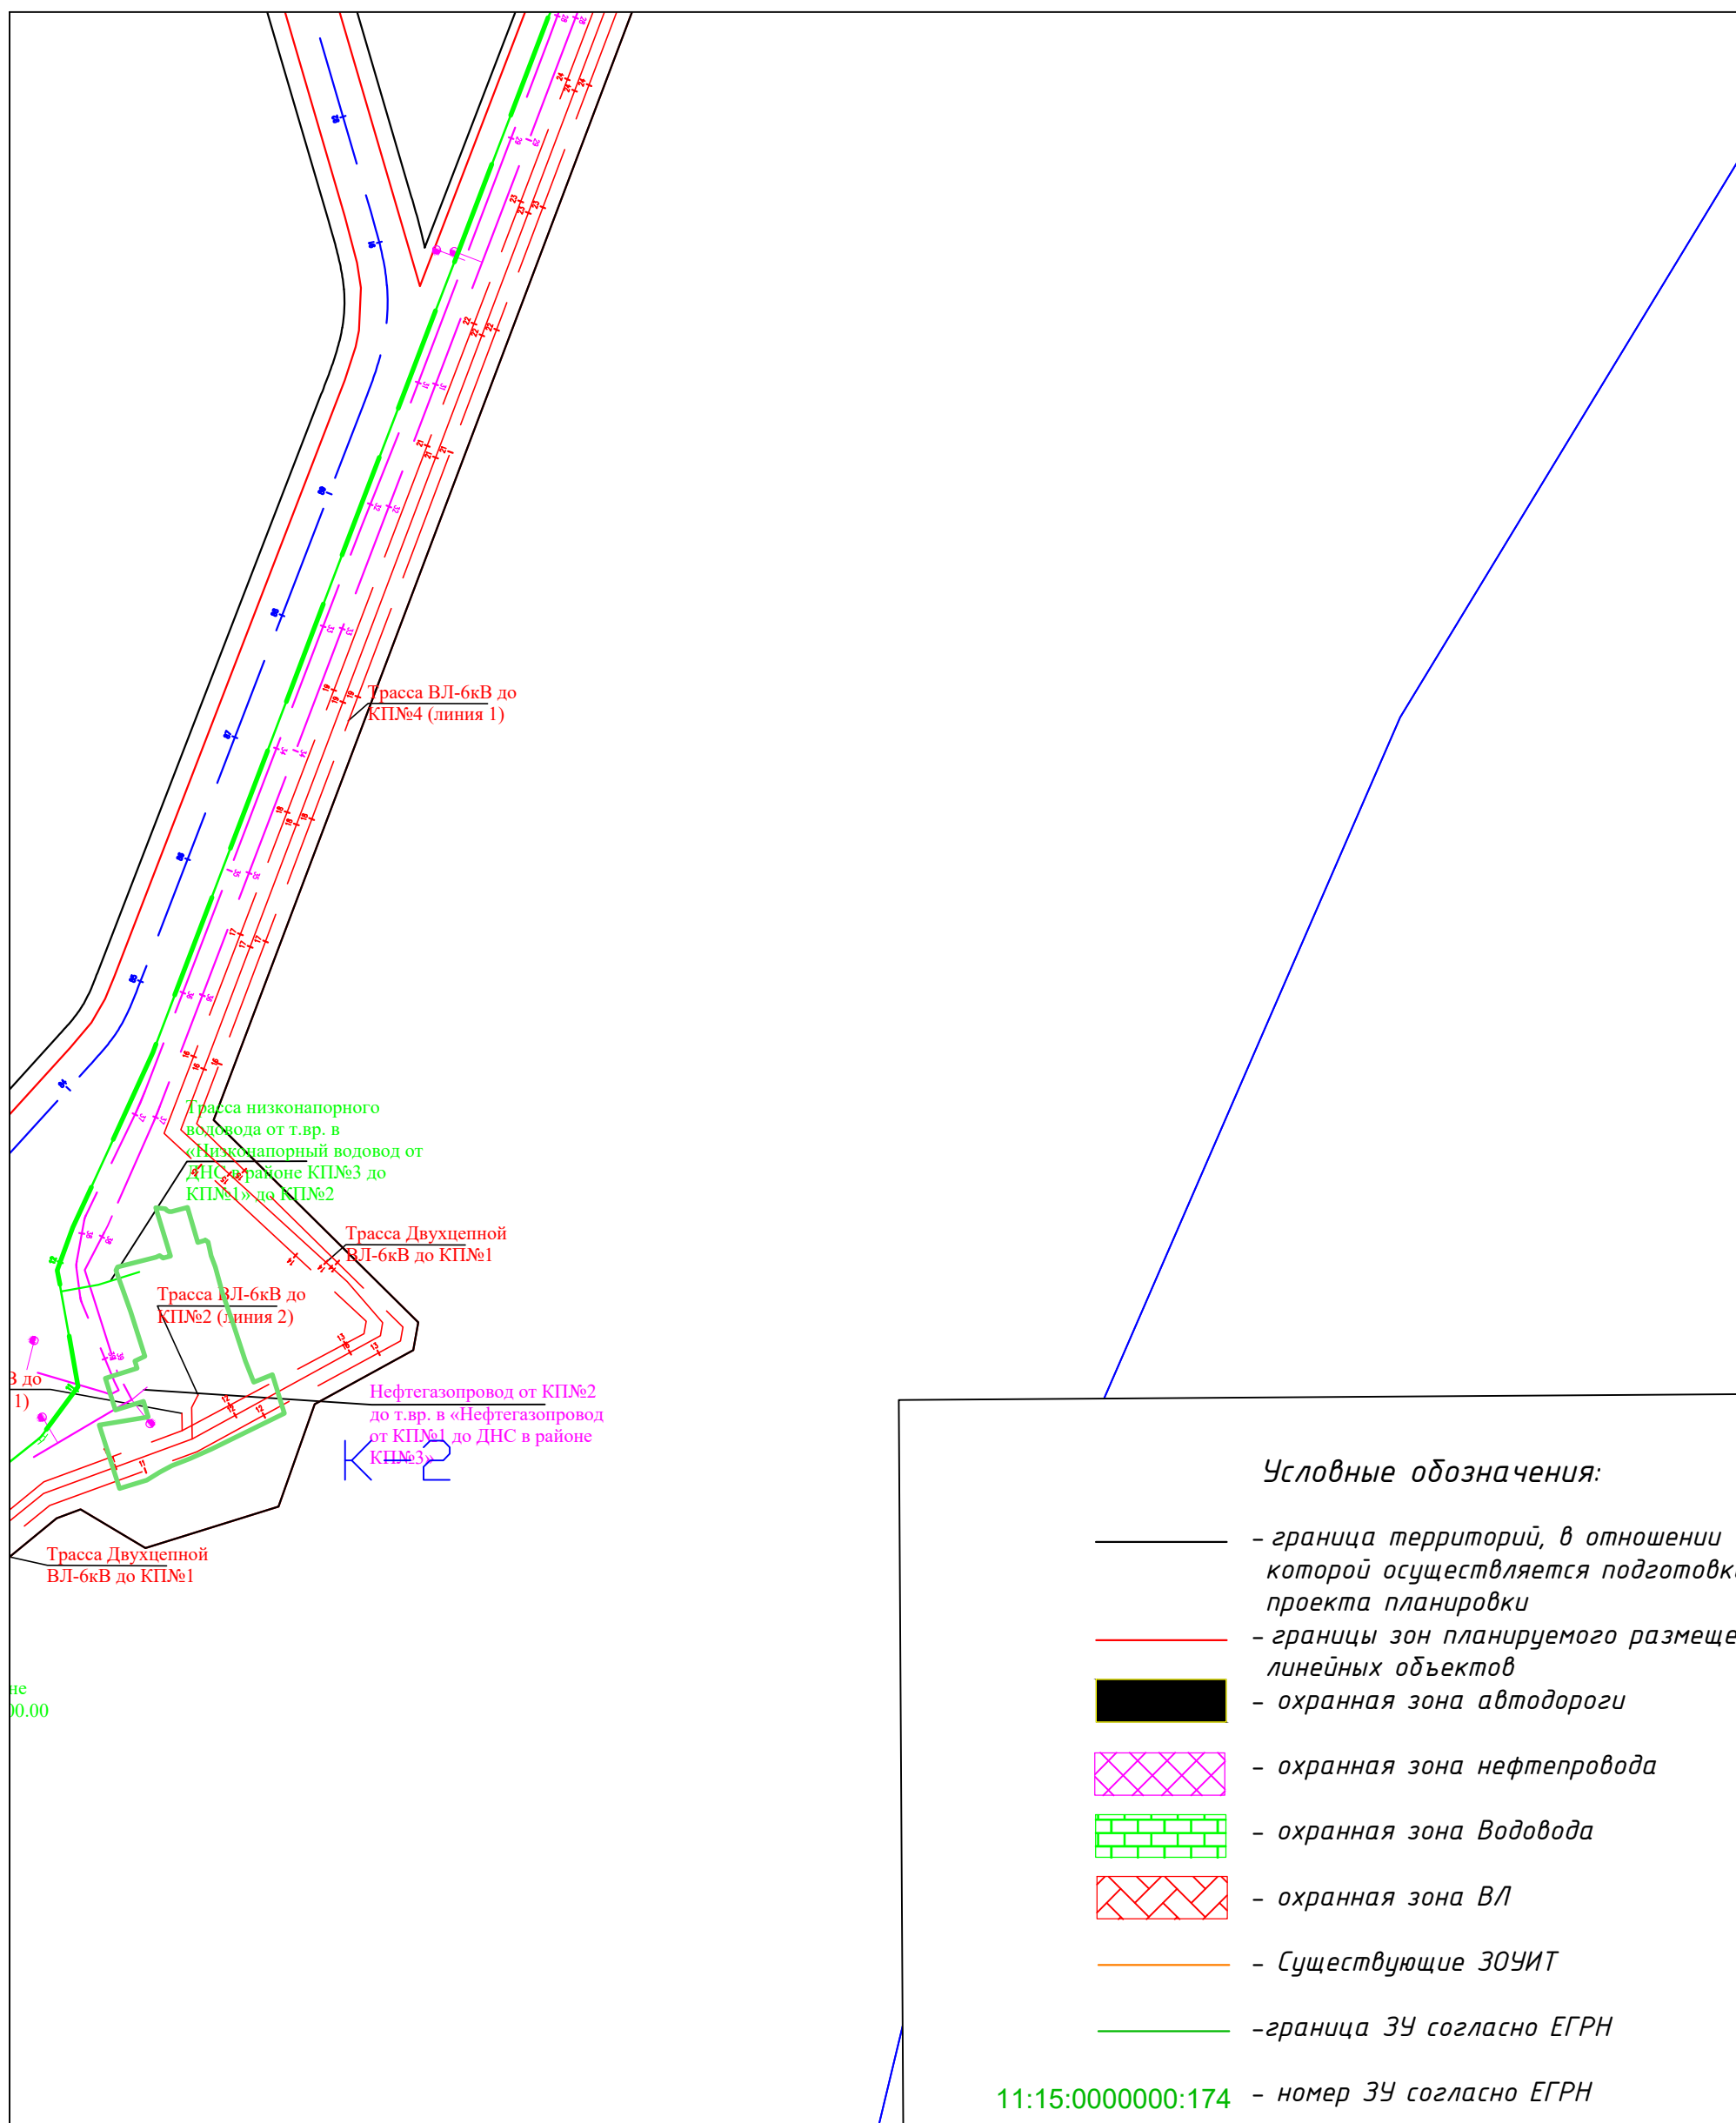 Трасса ВЛ-6кВ до
КП№4 (линия 1)
Трасса низконапорного
водовода от т.вр. в
«Низконапорный водовод от
ДНС в районе КП№3 до
КП№1» до КП№2
Трасса Двухцепной
ВЛ-6кВ до КП№1
Трасса ВЛ-6кВ до
КП№2 (линия 2)
В до
1)
Нефтегазопровод от КП№2
до т.вр. в «Нефтегазопровод
от КП№1 до ДНС в районе
КП№3»
К-2
Трасса Двухцепной
ВЛ-6кВ до КП№1
не
00.00
Условные обозначения:
- граница территорий, в отношении
которой осуществляется подготовка
проекта планировки
- границы зон планируемого размеще
линейных объектов
- охранная зона автодороги
- охранная зона нефтепровода
- охранная зона Водовода
- охранная зона ВЛ
- Существующие ЗОУИТ
-граница ЗУ согласно ЕГРН
11:15:0000000:174 - номер ЗУ согласно ЕГРН